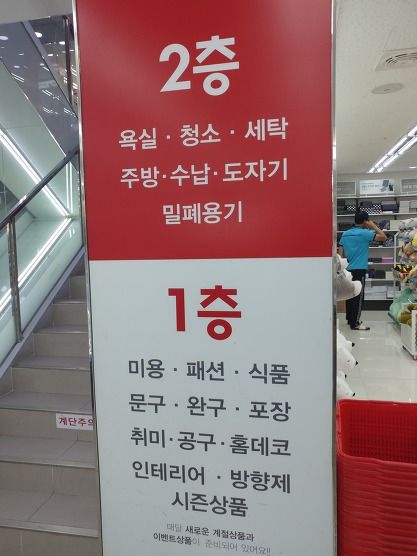 2층
욕실 · 청소 · 세탁
주방 · 수납 · 도자기
밀폐용기
1층
미용 · 패션 · 식품
문구 · 완구 · 포장
취미 · 공구 · 홈데코
인테리어 · 방향제
시즌상품
매달 새로운 계절상품과
이벤트상품이 준비되어 있어요!!
계단주의